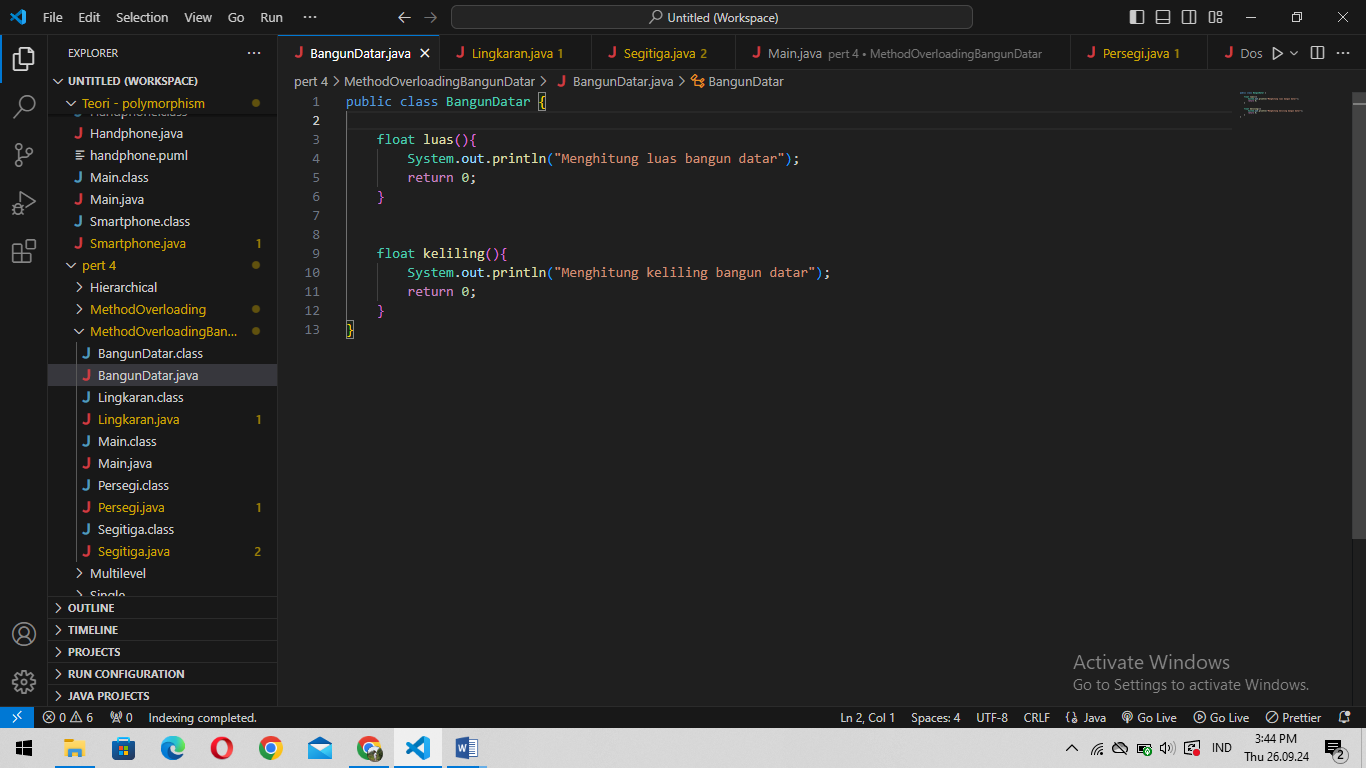 File Edit Selection View Go Run ··· Untitled (Workspace)
EXPLORER ···
UNTITLED (WORKSPACE)
Teori - polymorphism
Handphone.class
Handphone.java
handphone.puml
Main.class
Main.java
Smartphone.class
Smartphone.java 1
pert 4
Hierarchical
MethodOverloading
MethodOverloadingBan...
BangunDatar.class
BangunDatar.java
Lingkaran.class
Lingkaran.java 1
Main.class
Main.java
Persegi.class
Persegi.java 1
Segitiga.class
Segitiga.java 2
Multilevel
Single
OUTLINE
TIMELINE
PROJECTS
RUN CONFIGURATION
JAVA PROJECTS
BangunDatar.java Lingkaran.java 1 Segitiga.java 2 Main.java pert 4 • MethodOverloadingBangunDatar Persegi.java 1 Dos
pert 4 > MethodOverloadingBangunDatar > BangunDatar.java > BangunDatar
1 public class BangunDatar {
2
3 float luas(){
4 System.out.println("Menghitung luas bangun datar");
5 return 0;
6 }
7
8
9 float keliling(){
10 System.out.println("Menghitung keliling bangun datar");
11 return 0;
12 }
13 }
Activate Windows
Go to Settings to activate Windows.
0 6 0 Indexing completed. Ln 2, Col 1 Spaces: 4 UTF-8 CRLF Java Go Live Go Live Prettier
IND
3:44 PM
Thu 26.09.24
2